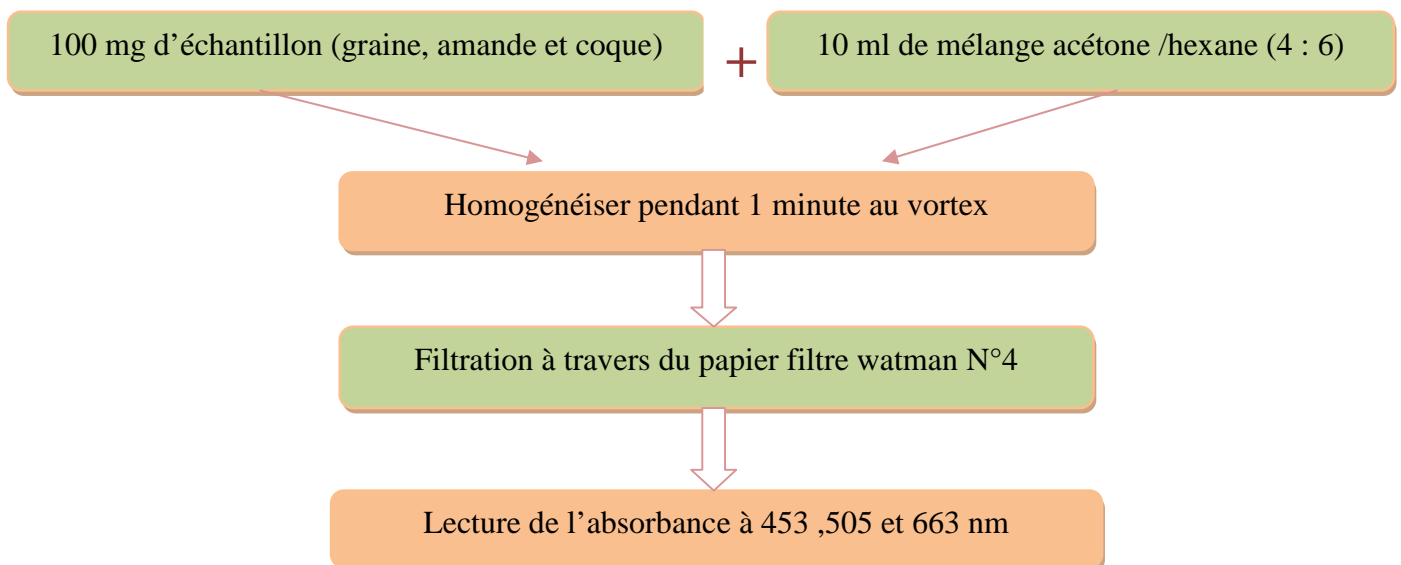 100 mg d’échantillon (graine, amande et coque)
+
10 ml de mélange acétone /hexane (4 : 6)
Homogénéiser pendant 1 minute au vortex
Filtration à travers du papier filtre watman N°4
Lecture de l’absorbance à 453 ,505 et 663 nm